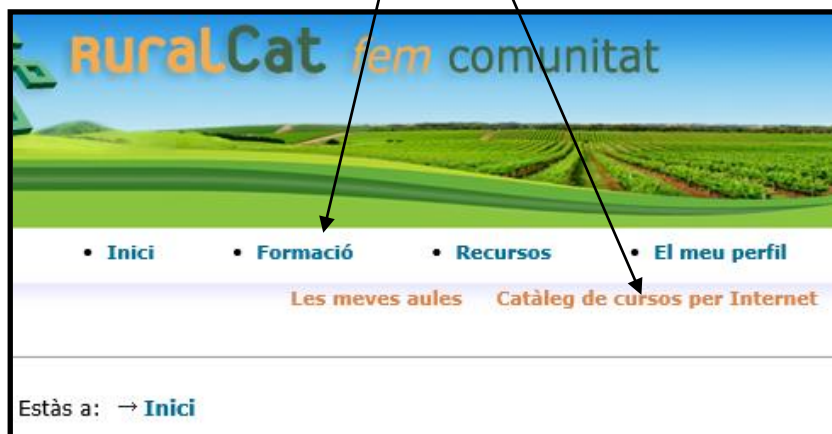 RuralCat fem comunitat
• Inici • Formació • Recursos • El meu perfil
Les meves aules Catàleg de cursos per Internet
Estàs a: → Inici